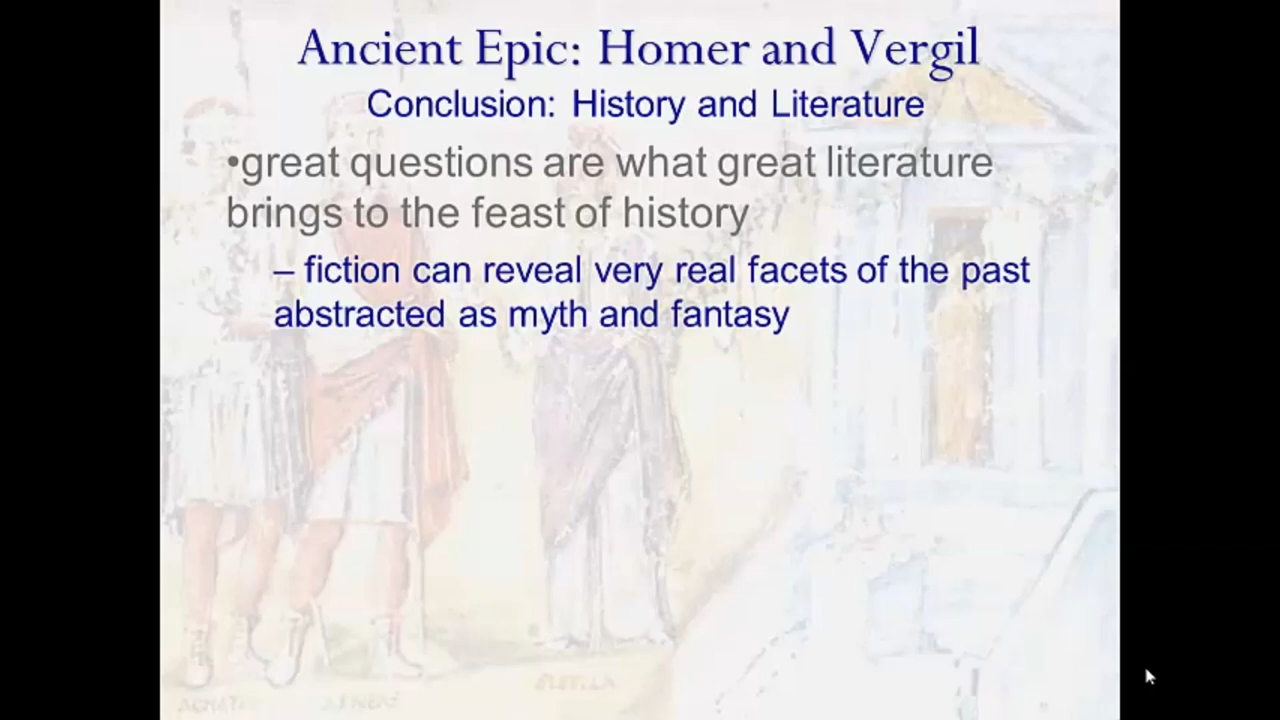 Ancient Epic: Homer and Vergil
Conclusion: History and Literature
•great questions are what great literature
brings to the feast of history
– fiction can reveal very real facets of the past
abstracted as myth and fantasy